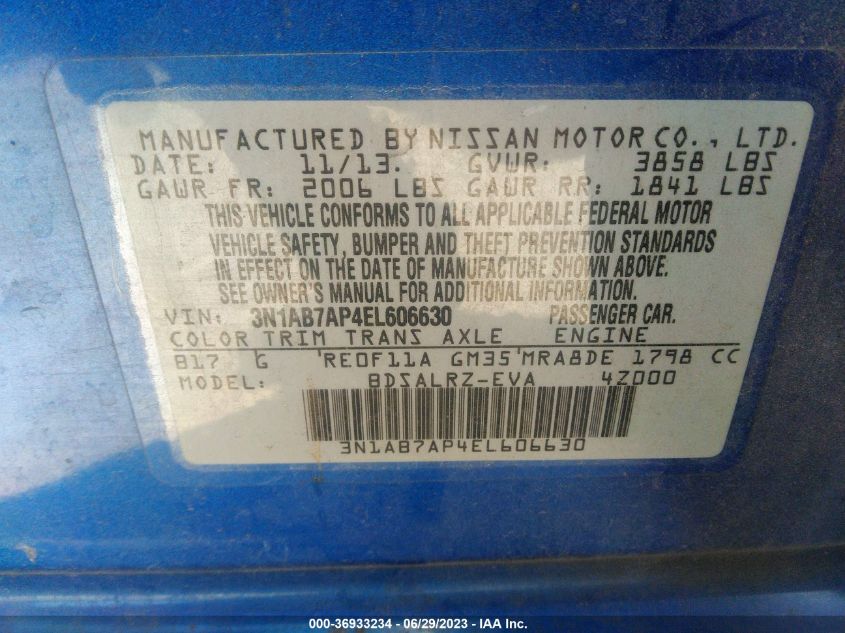 MANUFACTURED BY NISSAN MOTOR CO., LTD.
DATE: 11/13. GVWR: 3858 LBS
GAWR FR: 2006 LBS GAWR RR: 1841 LBS
THIS VEHICLE CONFORMS TO ALL APPLICABLE FEDERAL MOTOR
VEHICLE SAFETY, BUMPER AND THEFT PREVENTION STANDARDS
IN EFFECT ON THE DATE OF MANUFACTURE SHOWN ABOVE.
SEE OWNER'S MANUAL FOR ADDITIONAL INFORMATION.
VIN: 3N1AB7AP4EL606630 PASSENGER CAR.
COLOR TRIM TRANS AXLE ENGINE
B17 G 'RE0F11A GM35'MRA8DE 1798 CC
MODEL: BDSALRZ-EVA 4Z000
3N1AB7AP4EL606630
000-36933234 - 06/29/2023 - IAA Inc.